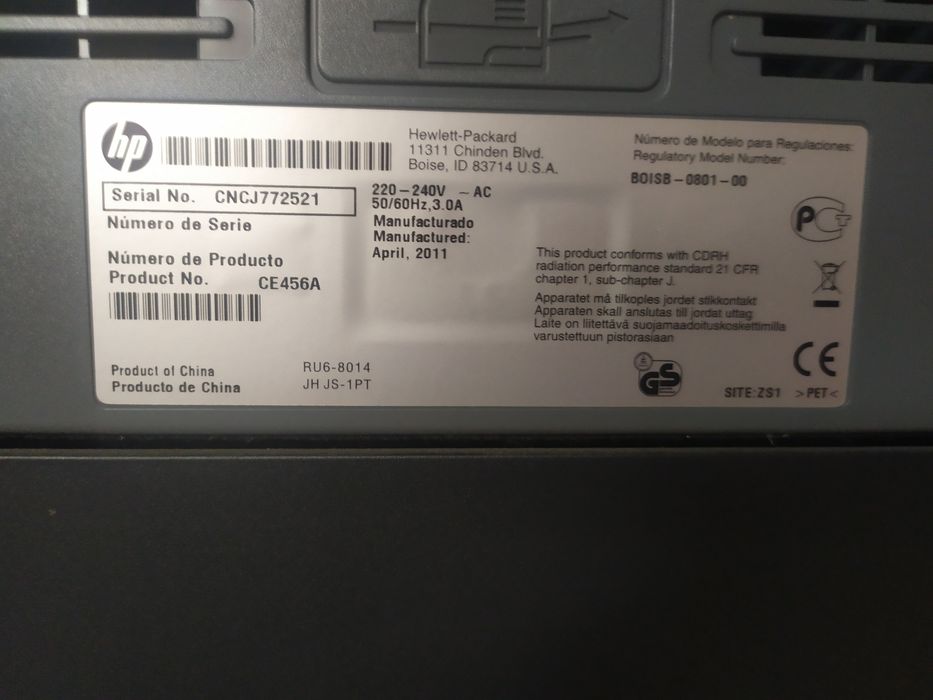 hp
Hewlett-Packard
11311 Chinden Blvd.
Boise, ID 83714 U.S.A.
Número de Modelo para Regulaciones:
Regulatory Model Number:
BOISB-0801-00
Serial No. CNCJ772521
Número de Serie
220-240V ~ AC
50/60Hz,3.0A
Manufacturado
Manufactured:
April, 2011
Número de Producto
Product No. CE456A
This product conforms with CDRH
radiation performance standard 21 CFR
chapter 1, sub-chapter J.
Apparatet må tilkoples jordet stikkontakt
Apparaten skall anslutas till jordat uttag
Laite on liitettävä suojamaadoituskoskettimilla
varustettuun pistorasiaan
Product of China
Producto de China
RU6-8014
JH JS-1PT
PCT
GS
CE
SITE:ZS1 >PET<